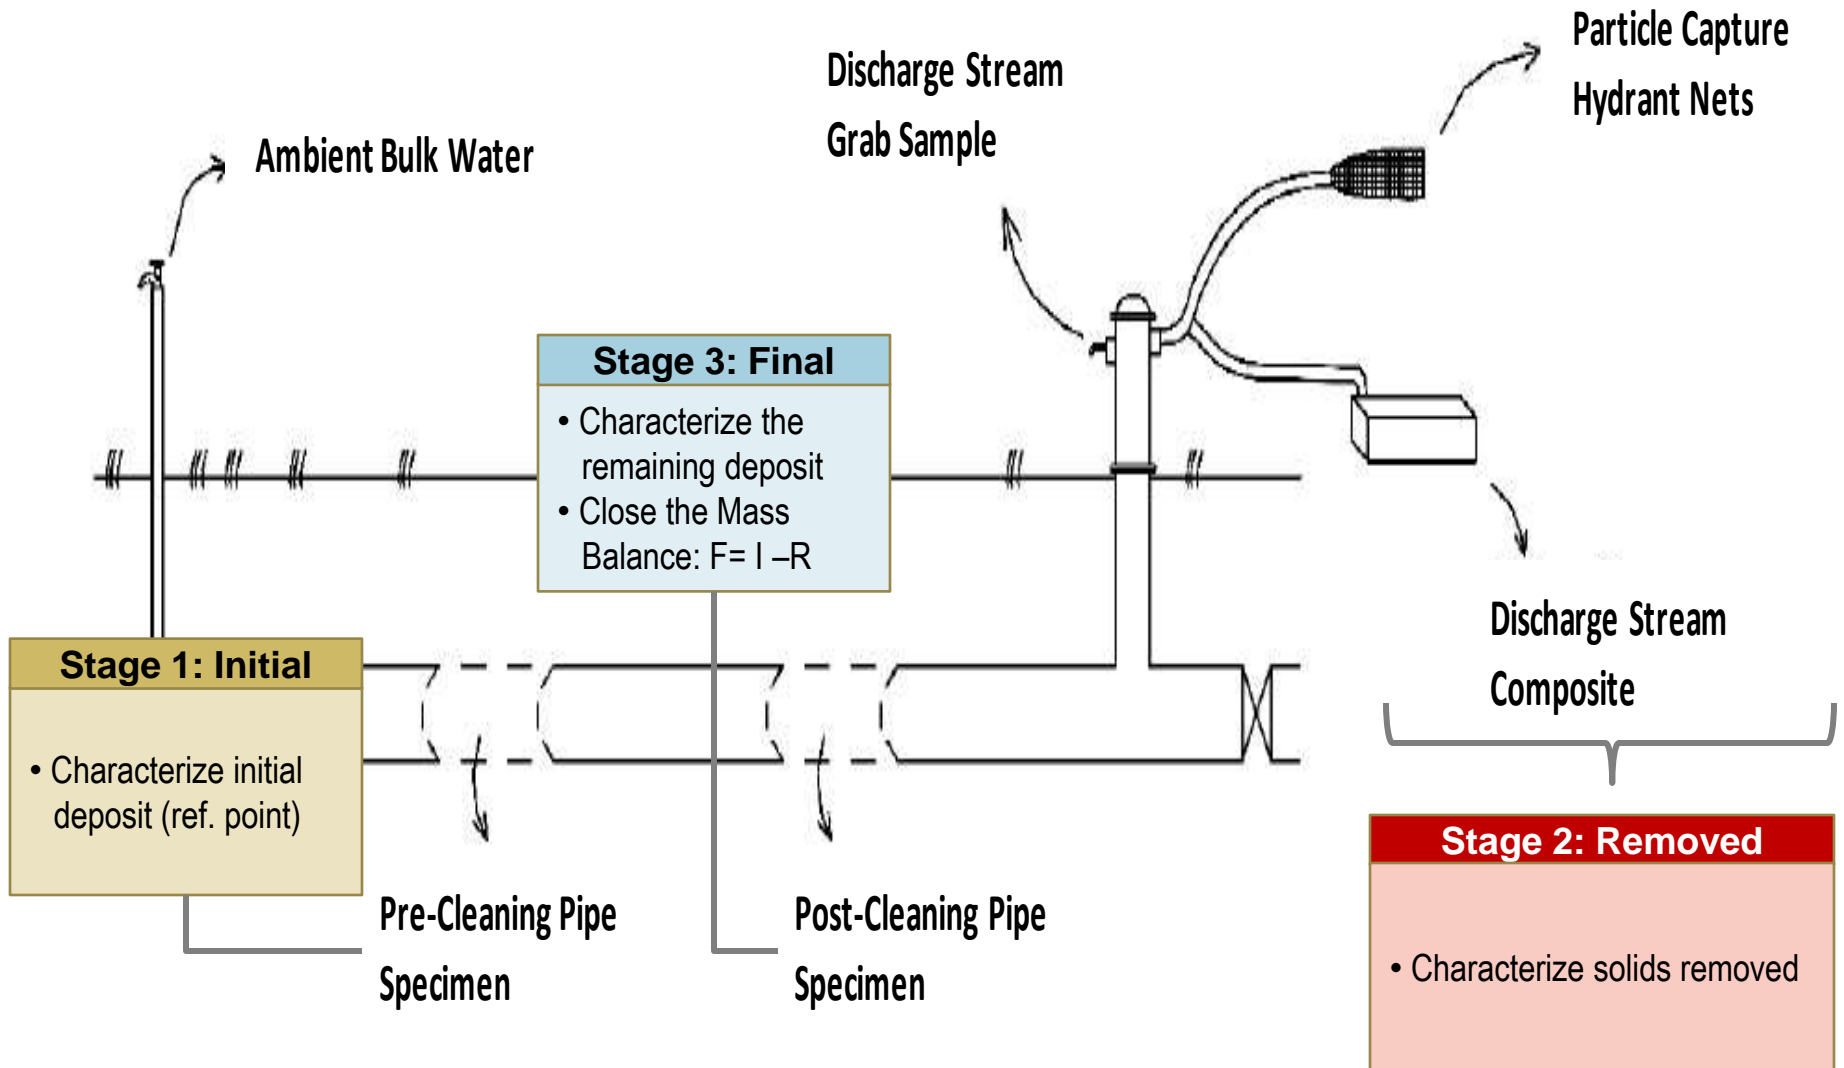 Particle Capture
Hydrant Nets
Discharge Stream
Grab Sample
Ambient Bulk Water
Stage 3: Final
• Characterize the
remaining deposit
• Close the Mass
Balance: F= I –R
Discharge Stream
Composite
Stage 1: Initial
• Characterize initial
deposit (ref. point)
Stage 2: Removed
• Characterize solids removed
Pre-Cleaning Pipe
Specimen
Post-Cleaning Pipe
Specimen